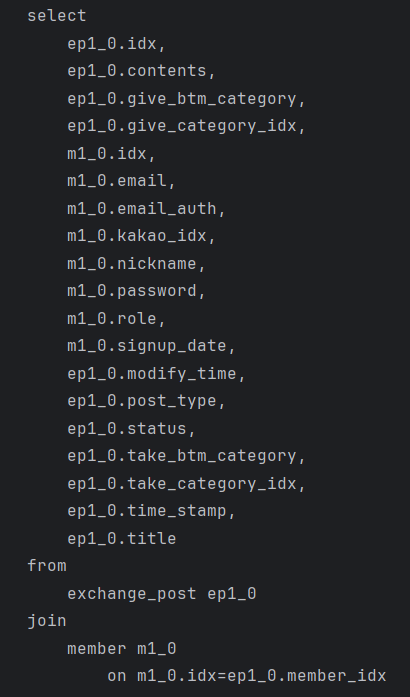 select
ep1_0.idx,
ep1_0.contents,
ep1_0.give_btm_category,
ep1_0.give_category_idx,
m1_0.idx,
m1_0.email,
m1_0.email_auth,
m1_0.kakao_idx,
m1_0.nickname,
m1_0.password,
m1_0.role,
m1_0.signup_date,
ep1_0.modify_time,
ep1_0.post_type,
ep1_0.status,
ep1_0.take_btm_category,
ep1_0.take_category_idx,
ep1_0.time_stamp,
ep1_0.title
from
exchange_post ep1_0
join
member m1_0
on m1_0.idx=ep1_0.member_idx